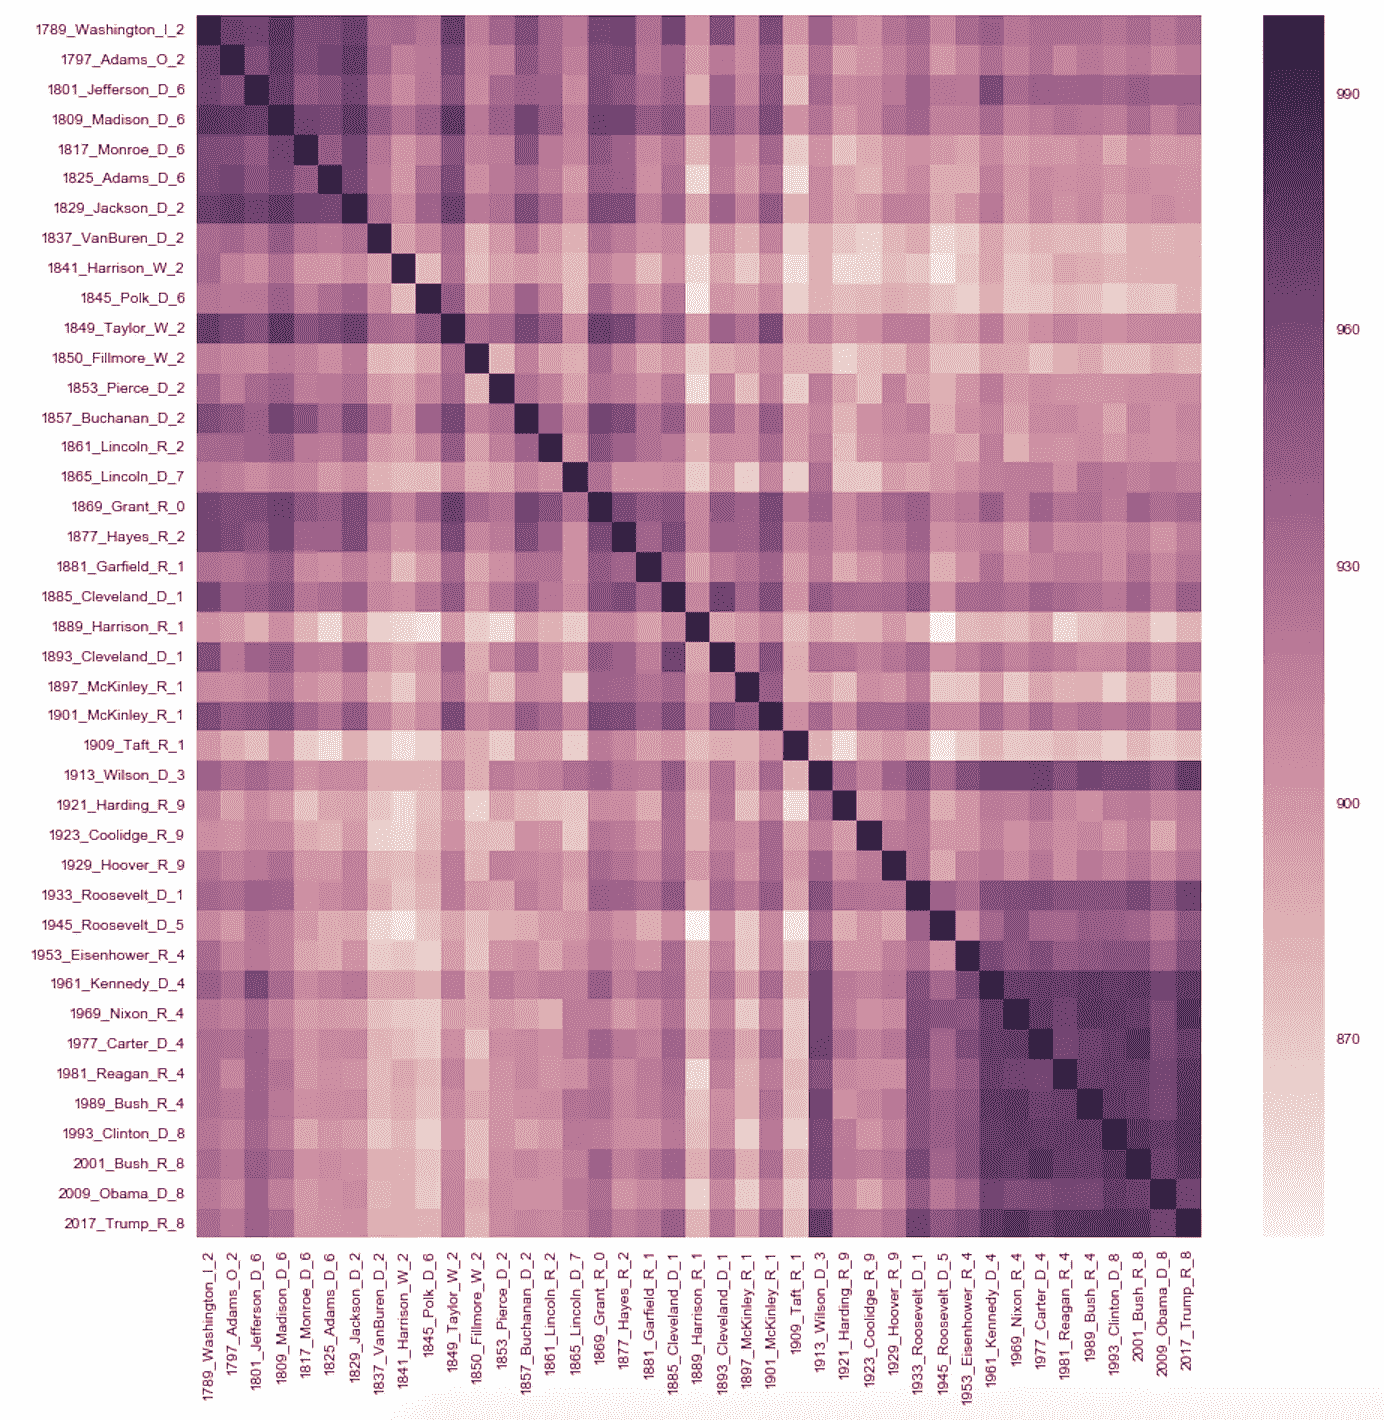 1789_Washington_I_2
1797_Adams_O_2
1801_Jefferson_D_6
1809_Madison_D_6
1817_Monroe_D_6
1825_Adams_D_6
1829_Jackson_D_2
1837_VanBuren_D_2
1841_Harrison_W_2
1845_Polk_D_6
1849_Taylor_W_2
1850_Fillmore_W_2
1853_Pierce_D_2
1857_Buchanan_D_2
1861_Lincoln_R_2
1865_Lincoln_D_7
1869_Grant_R_0
1877_Hayes_R_2
1881_Garfield_R_1
1885_Cleveland_D_1
1889_Harrison_R_1
1893_Cleveland_D_1
1897_McKinley_R_1
1901_McKinley_R_1
1909_Taft_R_1
1913_Wilson_D_3
1921_Harding_R_9
1923_Coolidge_R_9
1929_Hoover_R_9
1933_Roosevelt_D_1
1945_Roosevelt_D_5
1953_Eisenhower_R_4
1961_Kennedy_D_4
1969_Nixon_R_4
1977_Carter_D_4
1981_Reagan_R_4
1989_Bush_R_4
1993_Clinton_D_8
2001_Bush_R_8
2009_Obama_D_8
2017_Trump_R_8
1789_Washington_I_2
1797_Adams_O_2
1801_Jefferson_D_6
1809_Madison_D_6
1817_Monroe_D_6
1825_Adams_D_6
1829_Jackson_D_2
1837_VanBuren_D_2
1841_Harrison_W_2
1845_Polk_D_6
1849_Taylor_W_2
1850_Fillmore_W_2
1853_Pierce_D_2
1857_Buchanan_D_2
1861_Lincoln_R_2
1865_Lincoln_D_7
1869_Grant_R_0
1877_Hayes_R_2
1881_Garfield_R_1
1885_Cleveland_D_1
1889_Harrison_R_1
1893_Cleveland_D_1
1897_McKinley_R_1
1901_McKinley_R_1
1909_Taft_R_1
1913_Wilson_D_3
1921_Harding_R_9
1923_Coolidge_R_9
1929_Hoover_R_9
1933_Roosevelt_D_1
1945_Roosevelt_D_5
1953_Eisenhower_R_4
1961_Kennedy_D_4
1969_Nixon_R_4
1977_Carter_D_4
1981_Reagan_R_4
1989_Bush_R_4
1993_Clinton_D_8
2001_Bush_R_8
2009_Obama_D_8
2017_Trump_R_8
990
960
930
900
870